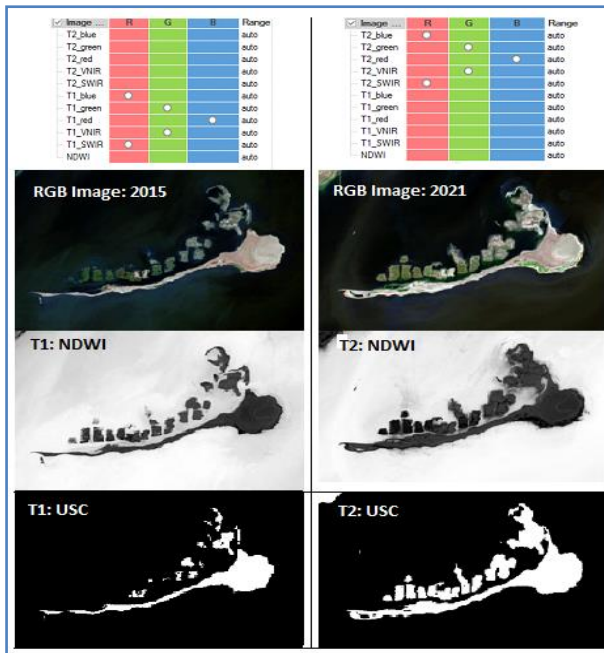 Image ... R G B Range
T2_blue auto
T2_green auto
T2_red auto
T2_VNIR auto
T2_SWIR auto
T1_blue auto
T1_green auto
T1_red auto
T1_VNIR auto
T1_SWIR auto
NDWI auto
Image ... R G B Range
T2_blue auto
T2_green auto
T2_red auto
T2_VNIR auto
T2_SWIR auto
T1_blue auto
T1_green auto
T1_red auto
T1_VNIR auto
T1_SWIR auto
NDWI auto
RGB Image: 2015
RGB Image: 2021
T1: NDWI
T2: NDWI
T1: USC
T2: USC